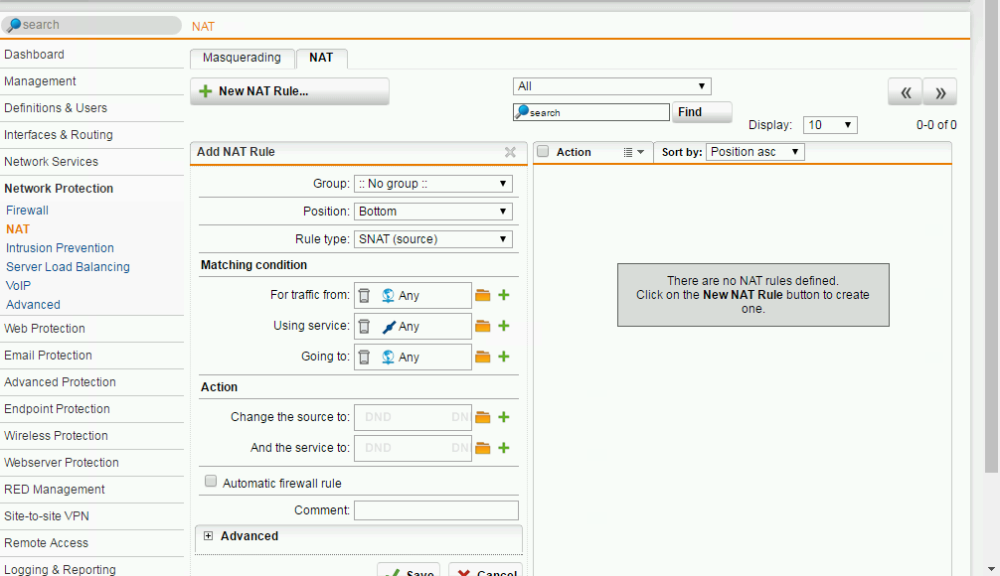 search
NAT
Dashboard
Management
Definitions & Users
Interfaces & Routing
Network Services
Network Protection
Firewall
NAT
Intrusion Prevention
Server Load Balancing
VoIP
Advanced
Web Protection
Email Protection
Advanced Protection
Endpoint Protection
Wireless Protection
Webserver Protection
RED Management
Site-to-site VPN
Remote Access
Logging & Reporting
Masquerading NAT
New NAT Rule...
All
search Find
Display: 10 0-0 of 0
Add NAT Rule
Group: :: No group ::
Position: Bottom
Rule type: SNAT (source)
Matching condition
For traffic from: Any
Using service: Any
Going to: Any
Action
Change the source to: DND DN
And the service to: DND DN
Automatic firewall rule
Comment:
Advanced
Save Cancel
Action Sort by: Position asc
There are no NAT rules defined.
Click on the New NAT Rule button to create
one.